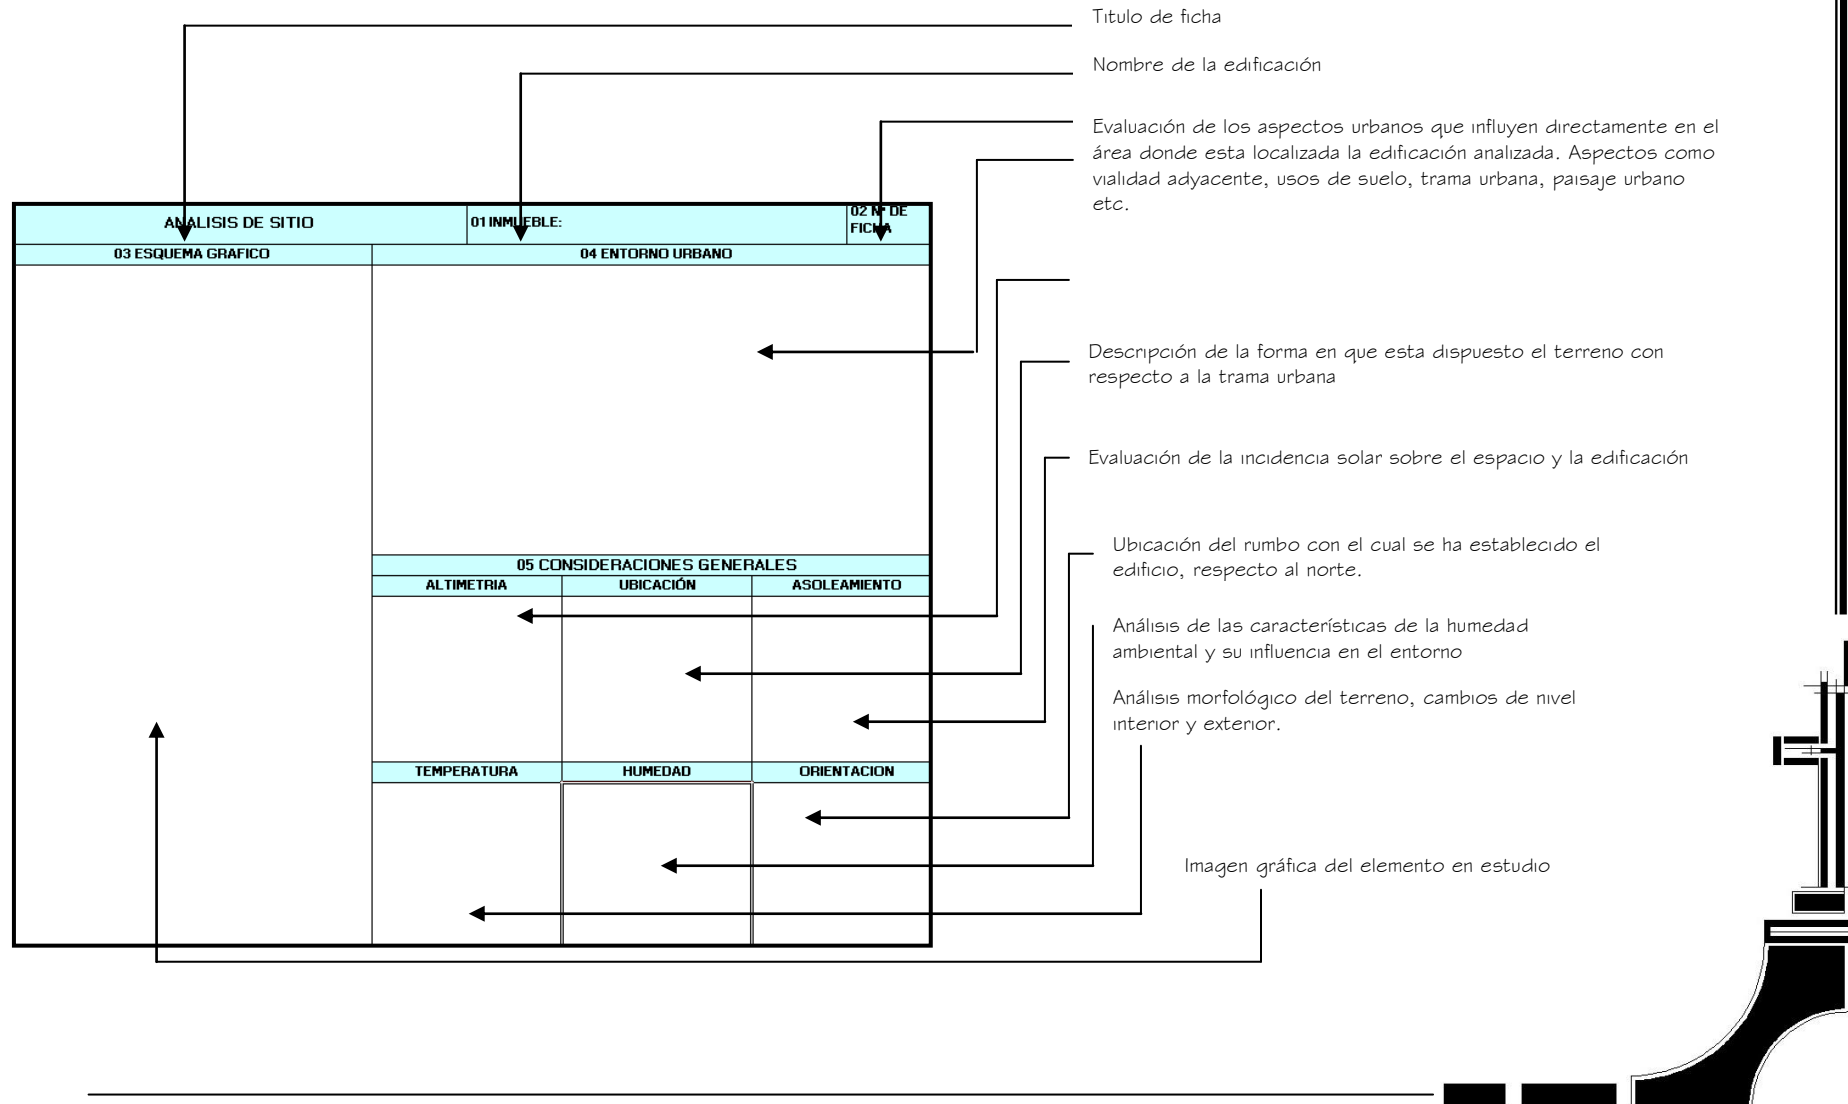 Titulo de ficha
Nombre de la edificación
Evaluación de los aspectos urbanos que influyen directamente en el
área donde esta localizada la edificación analizada. Aspectos como
vialidad adyacente, usos de suelo, trama urbana, paisaje urbano
etc.
ANALISIS DE SITIO
01 INMUEBLE:
02 Nº DE
FICHA
03 ESQUEMA GRAFICO
04 ENTORNO URBANO
Descripción de la forma en que esta dispuesto el terreno con
respecto a la trama urbana
Evaluación de la incidencia solar sobre el espacio y la edificación
Ubicación del rumbo con el cual se ha establecido el
edificio, respecto al norte.
05 CONSIDERACIONES GENERALES
ALTIMETRIA
UBICACIÓN
ASOLEAMIENTO
Análisis de las características de la humedad
ambiental y su influencia en el entorno
Análisis morfológico del terreno, cambios de nivel
interior y exterior.
TEMPERATURA
HUMEDAD
ORIENTACION
Imagen gráfica del elemento en estudio